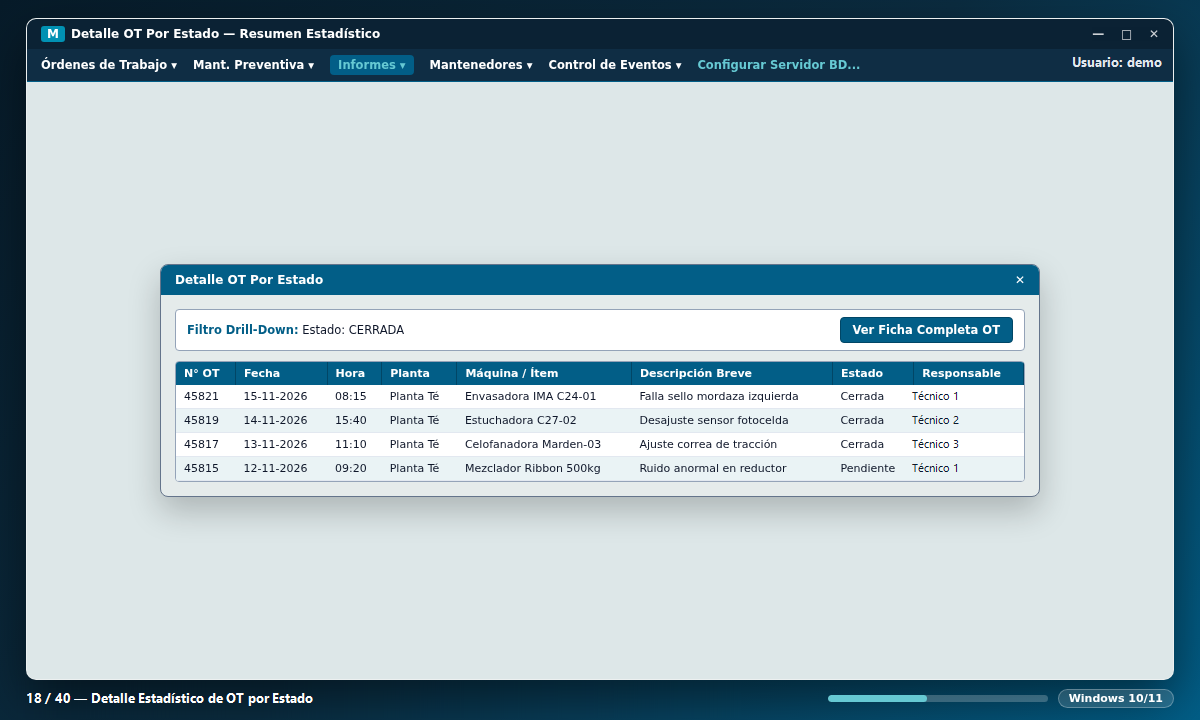 M Detalle OT Por Estado — Resumen Estadístico
Órdenes de Trabajo ▾ Mant. Preventiva ▾ Informes ▾ Mantenedores ▾ Control de Eventos ▾ Configurar Servidor BD... Usuario: demo
Detalle OT Por Estado ×
Filtro Drill-Down: Estado: CERRADA Ver Ficha Completa OT
N° OT Fecha Hora Planta Máquina / Ítem Descripción Breve Estado Responsable
45821 15-11-2026 08:15 Planta Té Envasadora IMA C24-01 Falla sello mordaza izquierda Cerrada Técnico 1
45819 14-11-2026 15:40 Planta Té Estuchadora C27-02 Desajuste sensor fotocelda Cerrada Técnico 2
45817 13-11-2026 11:10 Planta Té Celofanadora Marden-03 Ajuste correa de tracción Cerrada Técnico 3
45815 12-11-2026 09:20 Planta Té Mezclador Ribbon 500kg Ruido anormal en reductor Pendiente Técnico 1
18 / 40 — Detalle Estadístico de OT por Estado Windows 10/11